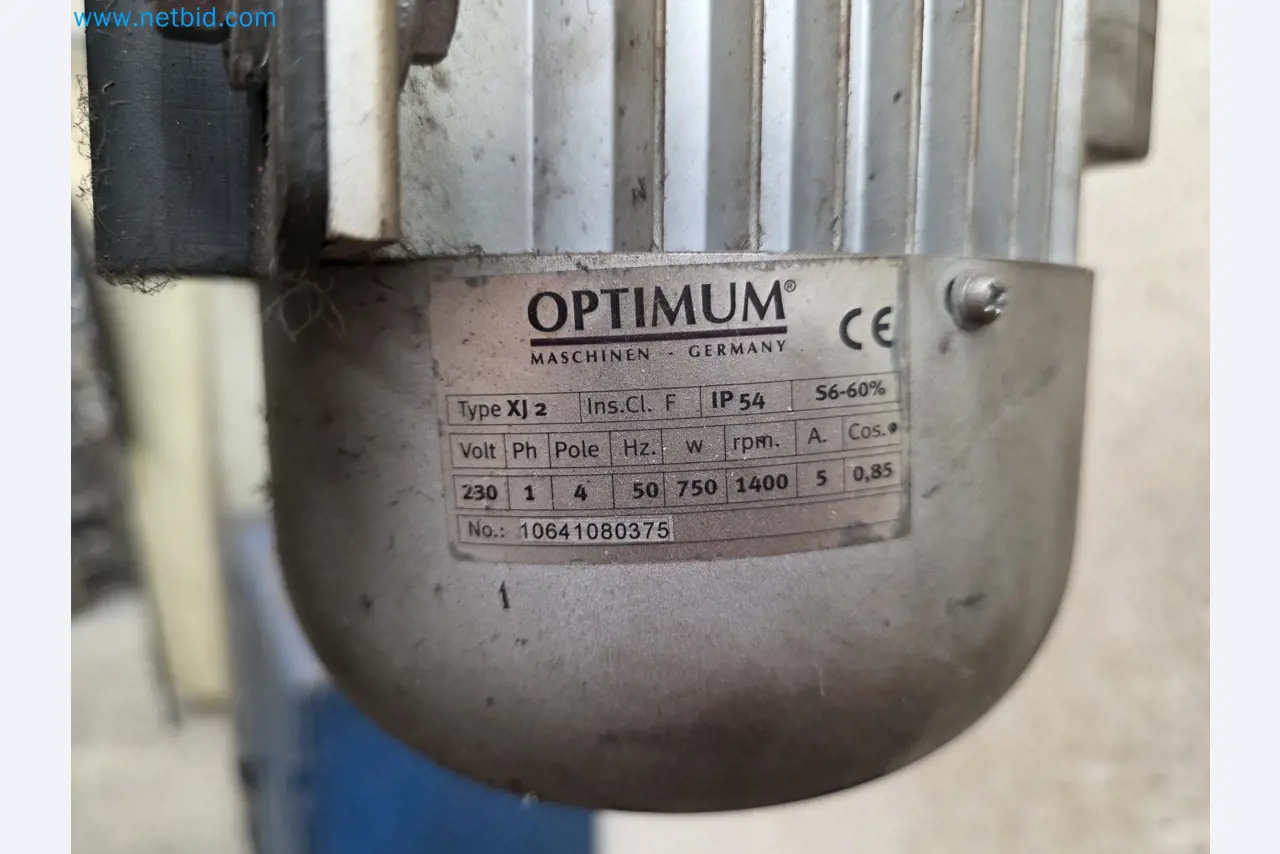 www.netbid.com
OPTIMUM®
MASCHINEN - GERMANY
CE
Type XJ 2 Ins.Cl. F IP 54 S6-60%
Volt Ph Pole Hz. W rpm. A. Cos.
230 1 4 50 750 1400 5 0,85
No.: 10641080375
1